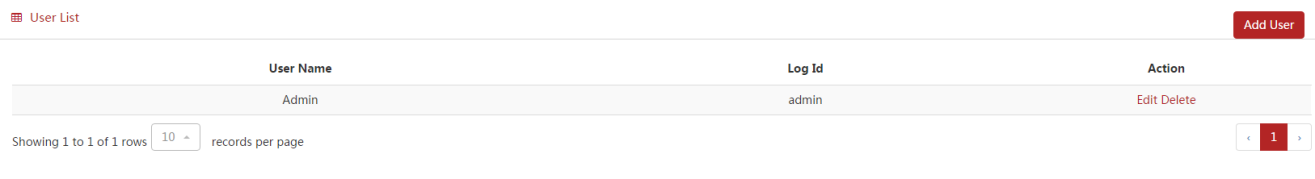 User List
Add User
User Name Log Id Action
Admin admin Edit Delete
Showing 1 to 1 of 1 rows 10 records per page ‹ 1 ›